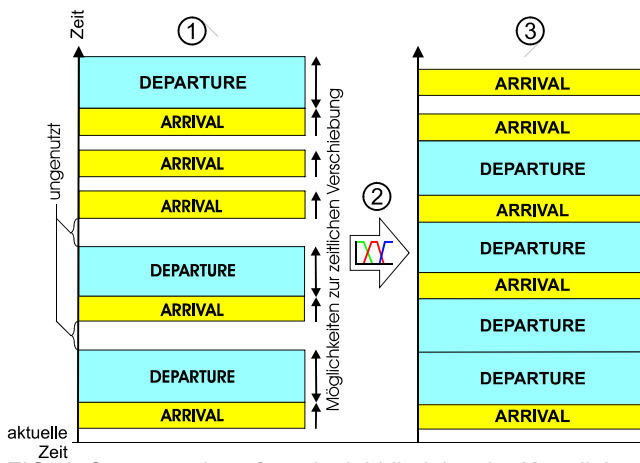 Zeit
①
③
DEPARTURE
ARRIVAL
ARRIVAL
ARRIVAL
DEPARTURE
ARRIVAL
DEPARTURE
ARRIVAL
ungenutzt
Möglichkeiten zur zeitlichen Verschiebung
②
ARRIVAL
ARRIVAL
DEPARTURE
ARRIVAL
DEPARTURE
ARRIVAL
DEPARTURE
DEPARTURE
ARRIVAL
aktuelle
Zeit